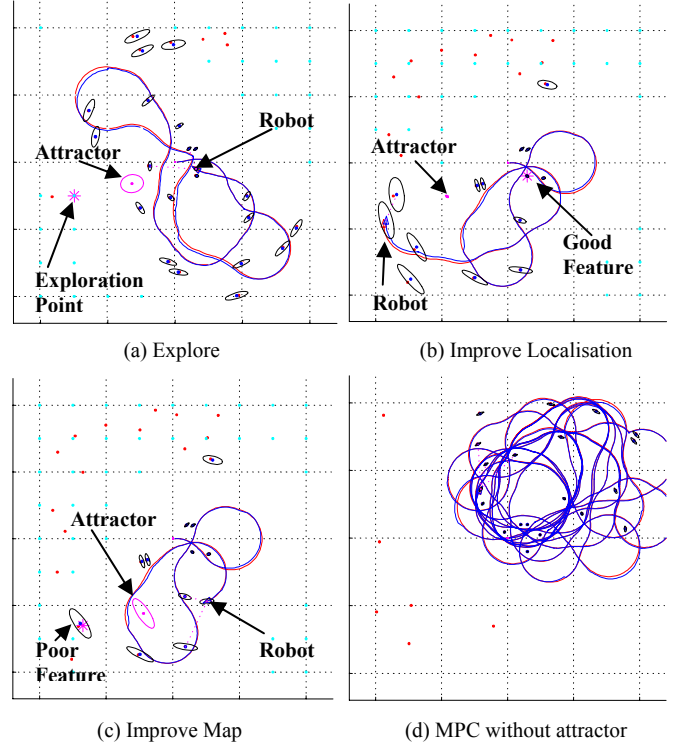 Robot
Attractor
Exploration
Point
(a) Explore
Attractor
Good
Feature
Robot
(b) Improve Localisation
Attractor
Poor
Feature
Robot
(c) Improve Map
(d) MPC without attractor